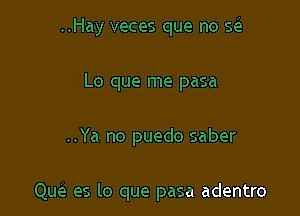 ..Hay veces que no sé
Lo que me pasa
..Ya no puedo saber
Qué es lo que pasa adentro